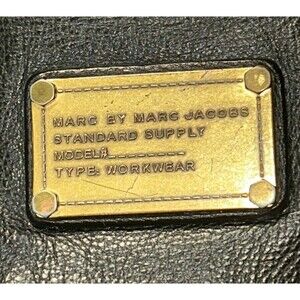 MARC BY MARC JACOBS
STANDARD SUPPLY
MODEL#_________
TYPE: WORKWEAR